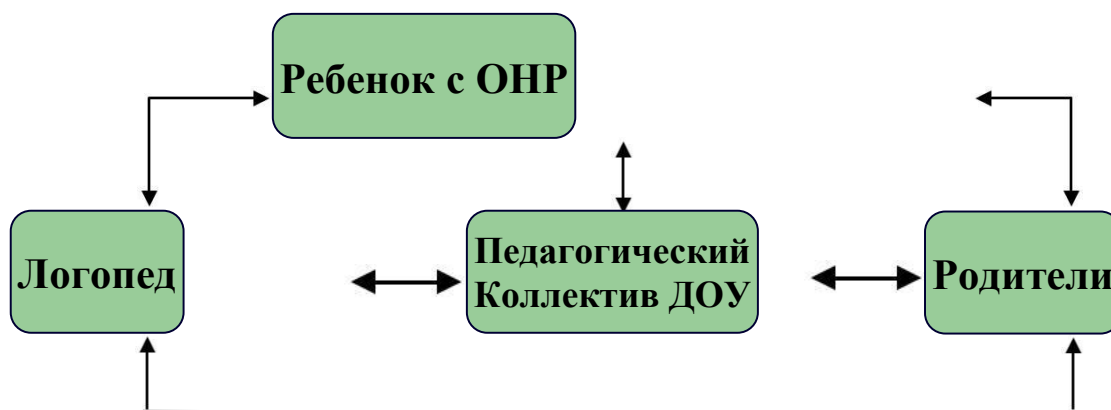 Ребенок с ОНР
Логопед
Педагогический
Коллектив ДОУ
Родители